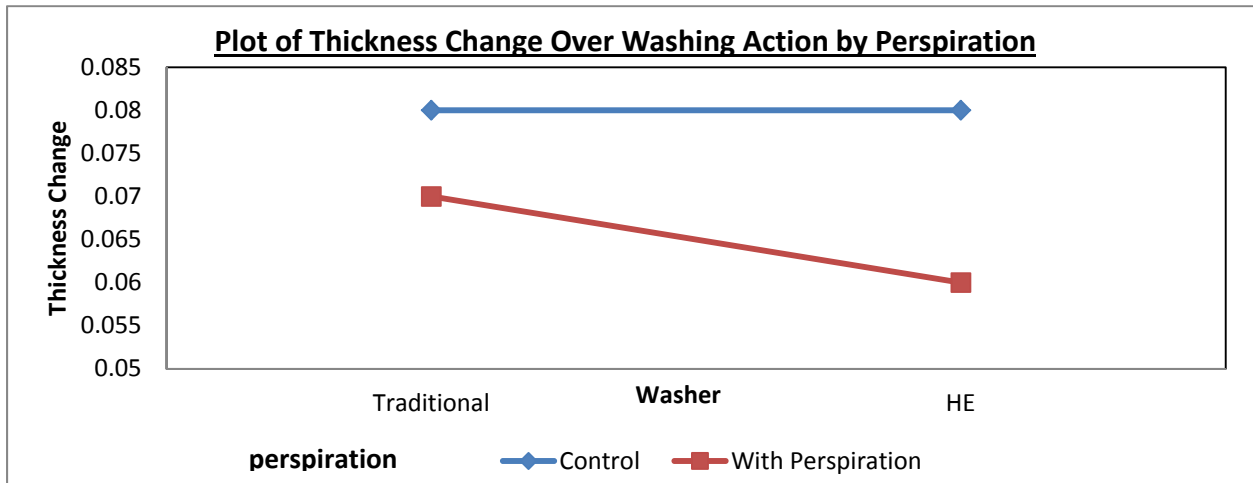 Plot of Thickness Change Over Washing Action by Perspiration
0.085
0.08
0.075
0.07
0.065
0.06
0.055
0.05
Thickness Change
Traditional
HE
Washer
perspiration
Control
With Perspiration